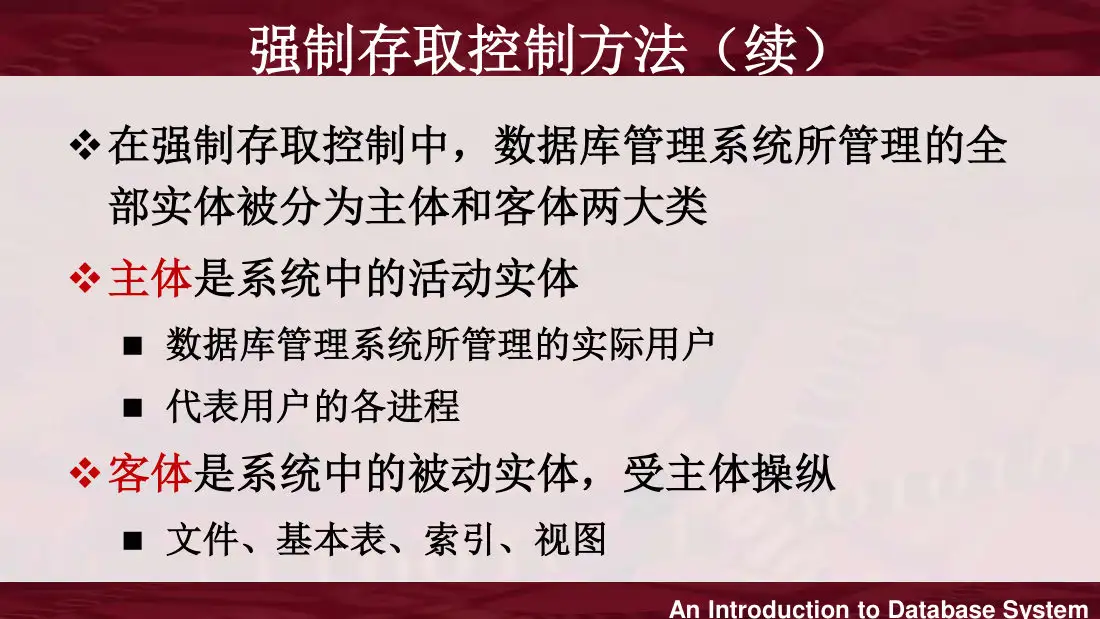 强制存取控制方法（续）
在强制存取控制中，数据库管理系统所管理的全
部实体被分为主体和客体两大类
主体是系统中的活动实体
数据库管理系统所管理的实际用户
代表用户的各进程
客体是系统中的被动实体，受主体操纵
文件、基本表、索引、视图
An Introduction to Database System